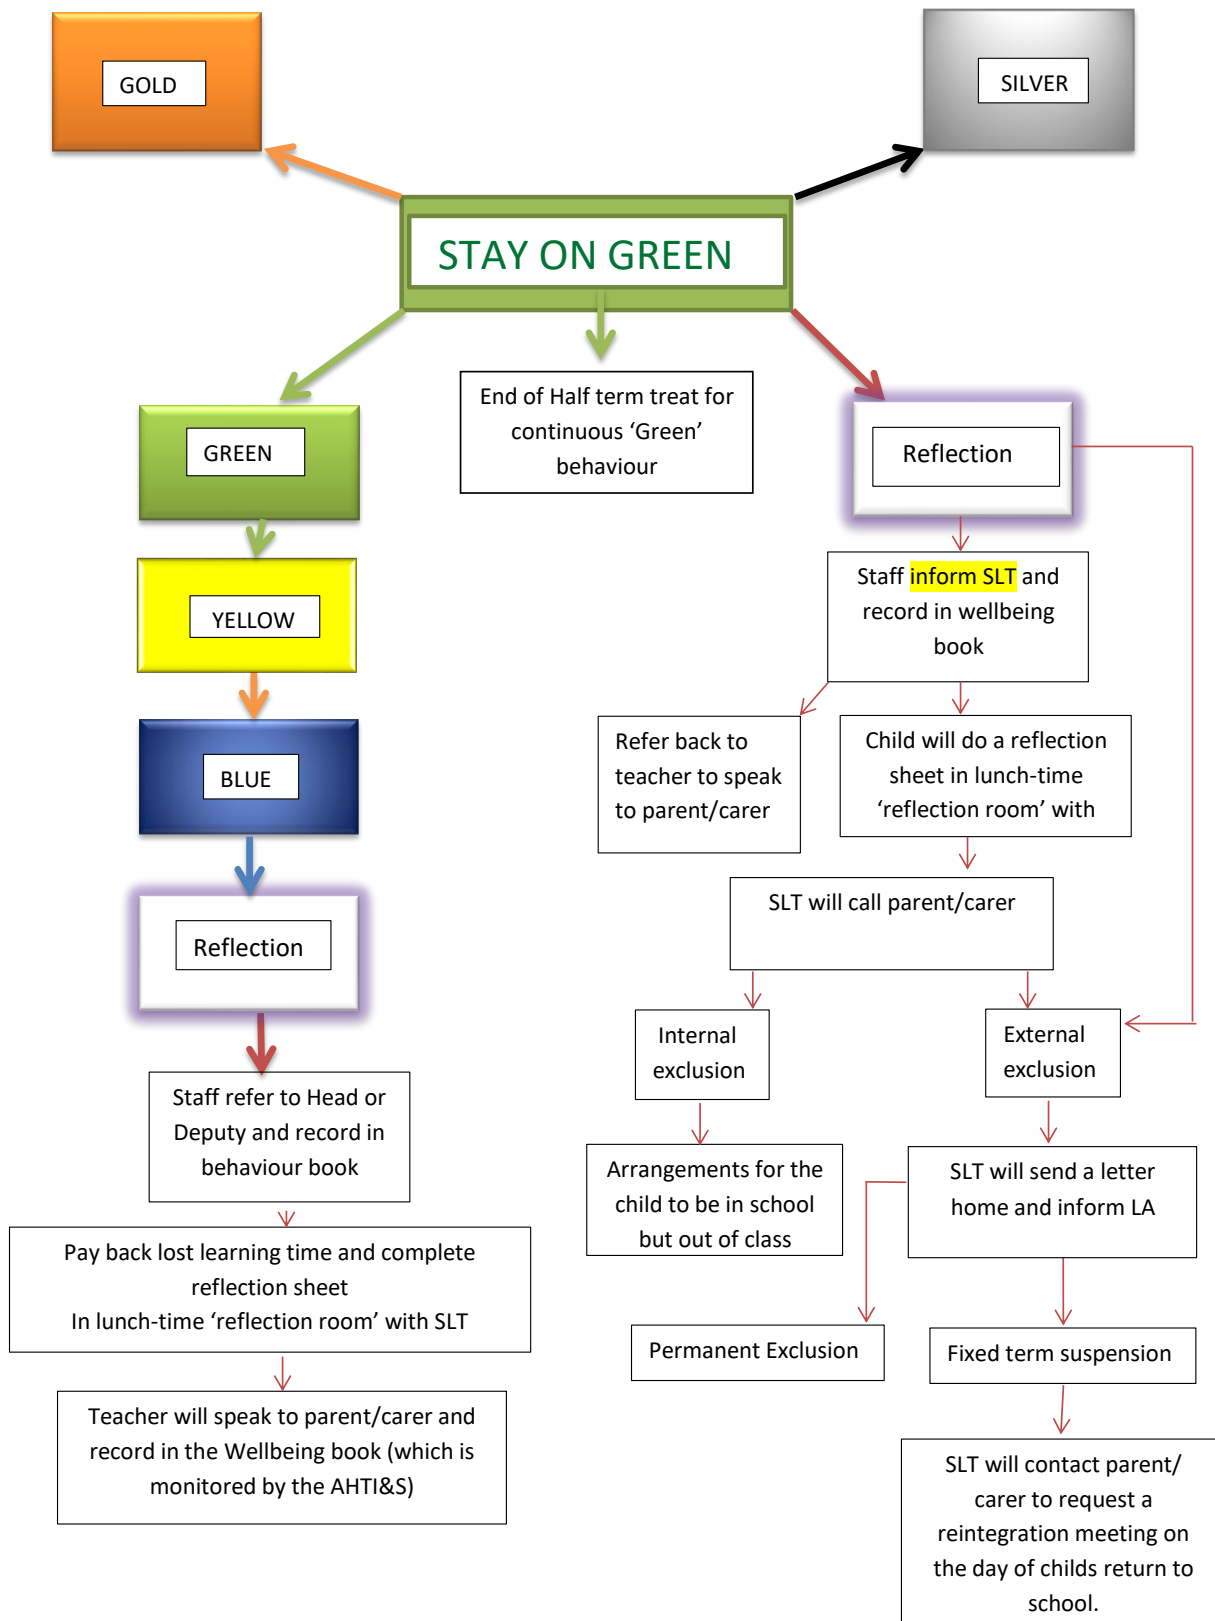 GOLD
SILVER
STAY ON GREEN
End of Half term treat for
continuous ‘Green’
behaviour
GREEN
Reflection
YELLOW
Staff inform SLT and
record in wellbeing
book
BLUE
Refer back to
teacher to speak
to parent/carer
Child will do a reflection
sheet in lunch-time
‘reflection room’ with
SLT will call parent/carer
Reflection
Internal
exclusion
External
exclusion
Staff refer to Head or
Deputy and record in
behaviour book
Arrangements for the
child to be in school
but out of class
SLT will send a letter
home and inform LA
Pay back lost learning time and complete
reflection sheet
In lunch-time ‘reflection room’ with SLT
Permanent Exclusion
Fixed term suspension
Teacher will speak to parent/carer and
record in the Wellbeing book (which is
monitored by the AHTI&S)
SLT will contact parent/
carer to request a
reintegration meeting on
the day of childs return to
school.